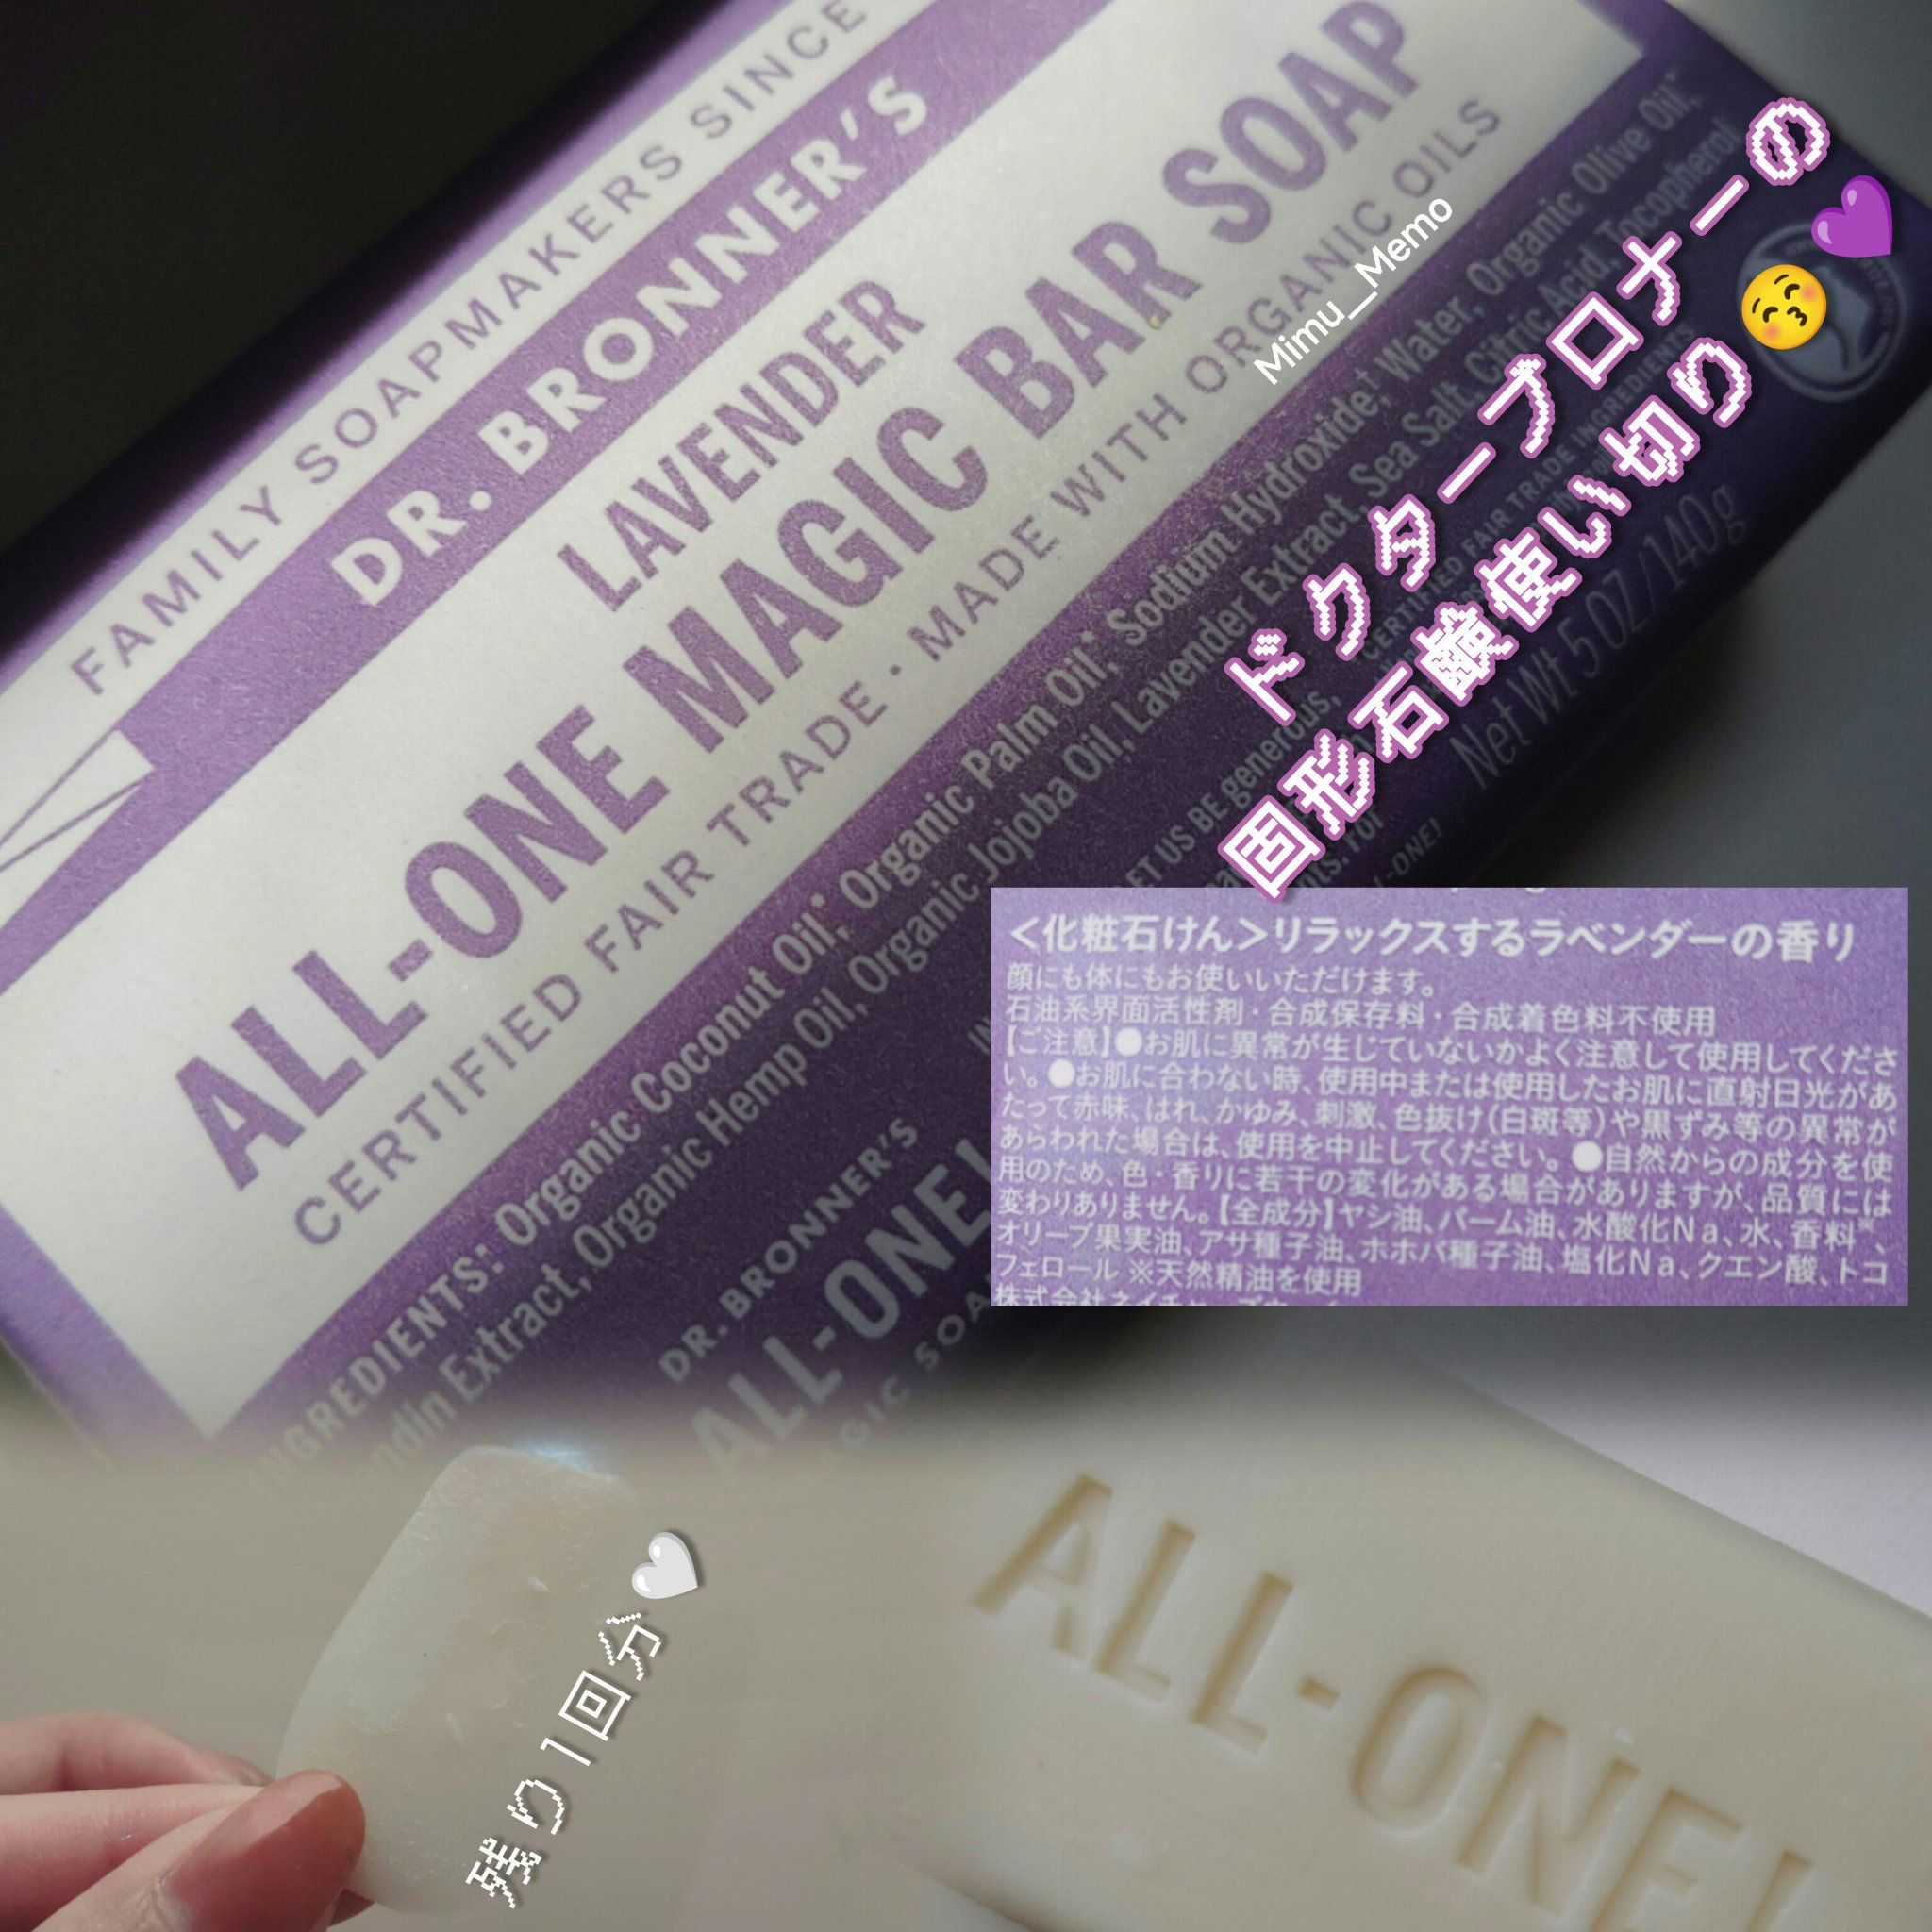 FAMILY SOAPMAKERS SINCE
DR. BRONNER'S
LAVENDER
ALL-ONE MAGIC BAR SOAP
CERTIFIED FAIR TRADE · MADE WITH ORGANIC OILS
INGREDIENTS: Organic Coconut Oil,* Organic Palm Oil,* Sodium Hydroxide,† Water, Organic Olive Oil,*
Extract, Organic Hemp Oil, Organic Jojoba Oil, Lavender Extract, Sea Salt, Citric Acid, Tocopherol
CERTIFIED FAIR TRADE INGREDIENTS
LET US BE generous,
Net Wt 5 OZ / 140g
DR. BRONNER'S
ALL-ONE!
Mimu__Memo
ドクターブロナーの💜
固形石鹸使い切り😚
<化粧石けん>リラックスするラベンダーの香り
顔にも体にもお使いいただけます。
石油系界面活性剤・合成保存料・合成着色料不使用
【ご注意】●お肌に異常が生じていないかよく注意して使用してくださ
い。●お肌に合わない時、使用中または使用したお肌に直射日光があ
たって赤味、はれ、かゆみ、刺激、色抜け(白斑等)や黒ずみ等の異常が
あらわれた場合は、使用を中止してください。●自然からの成分を使
用のため、色・香りに若干の変化がある場合がありますが、品質には
変わりありません。【全成分】ヤシ油、パーム油、水酸化Na、水、香料※、
オリーブ果実油、アサ種子油、ホホバ種子油、塩化Na、クエン酸、トコ
フェロール ※天然精油を使用
残り1回分🤍
ALL-ONE!